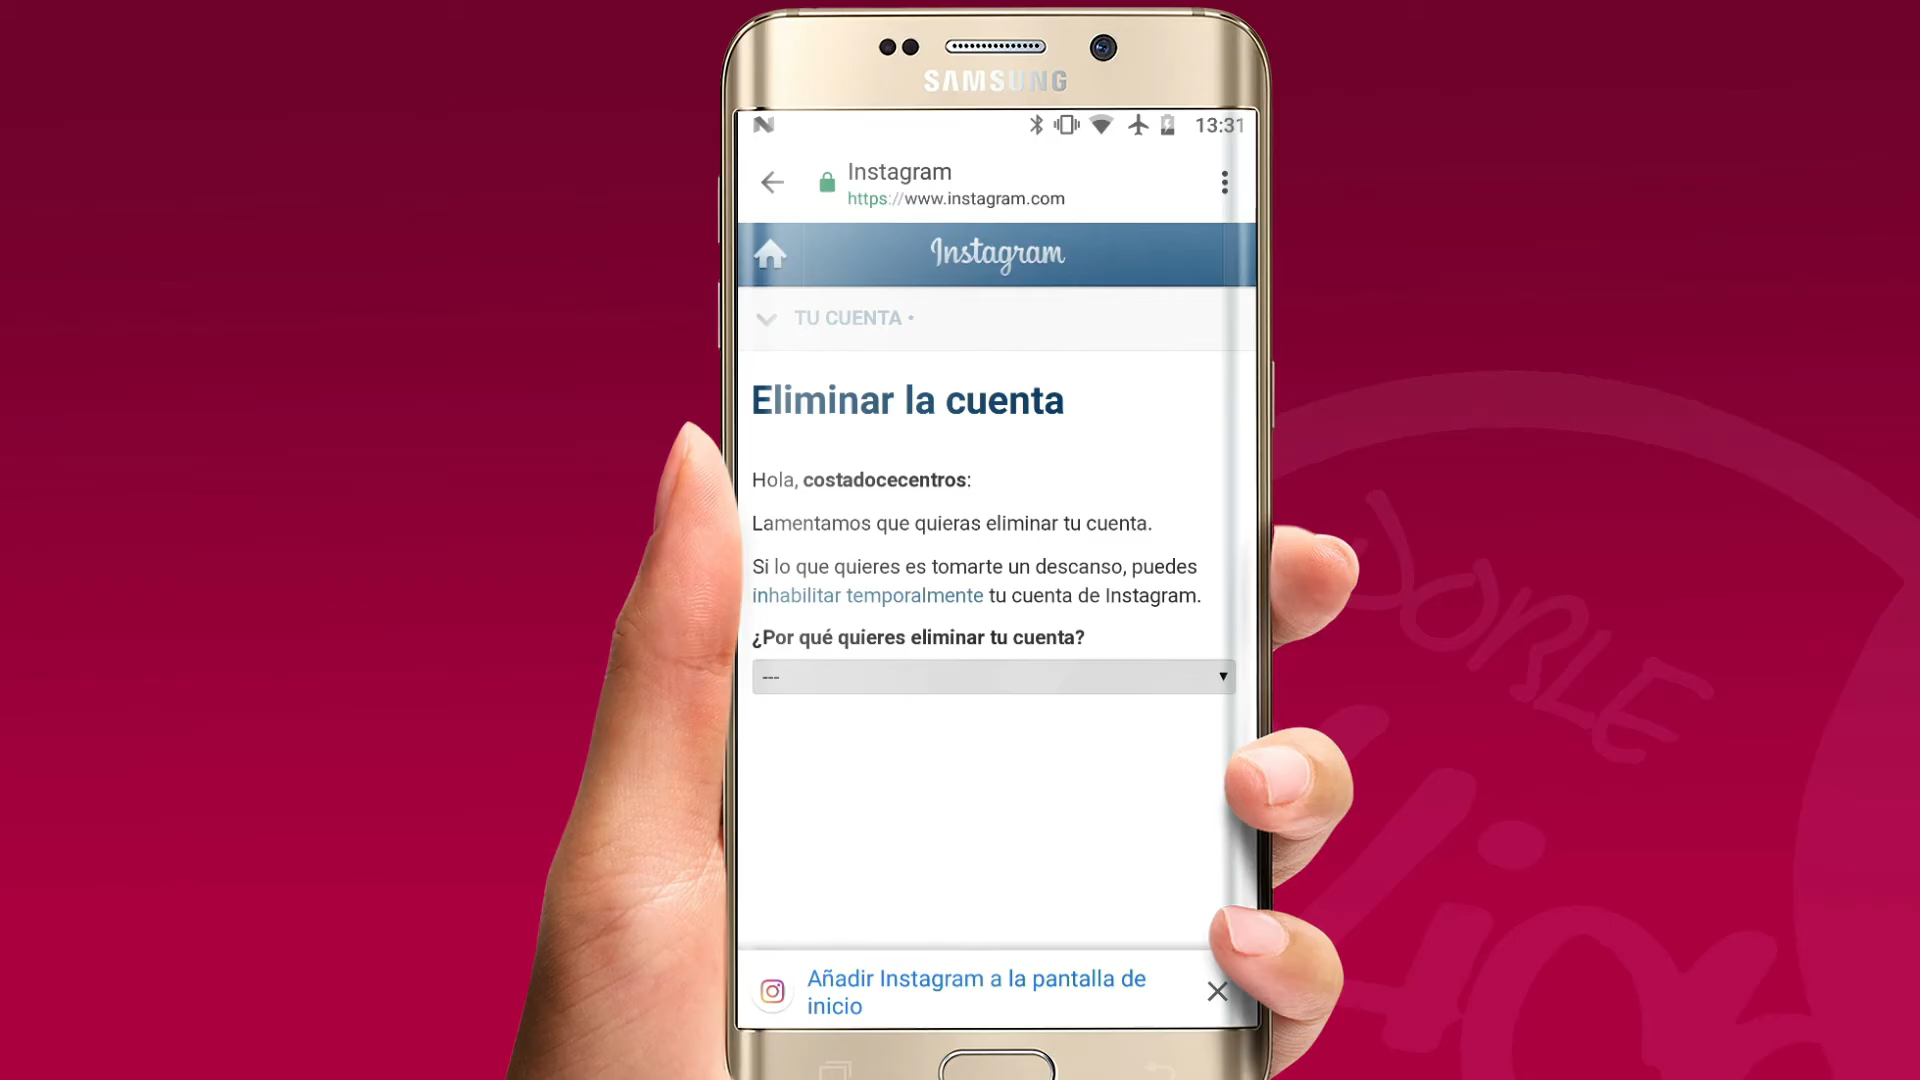 SAMSUNG
13:31
Instagram
https://www.instagram.com
Instagram
TU CUENTA •
Eliminar la cuenta
Hola, costadocecentros:
Lamentamos que quieras eliminar tu cuenta.
Si lo que quieres es tomarte un descanso, puedes
inhabilitar temporalmente tu cuenta de Instagram.
¿Por qué quieres eliminar tu cuenta?
---
Añadir Instagram a la pantalla de
inicio
DOBLE